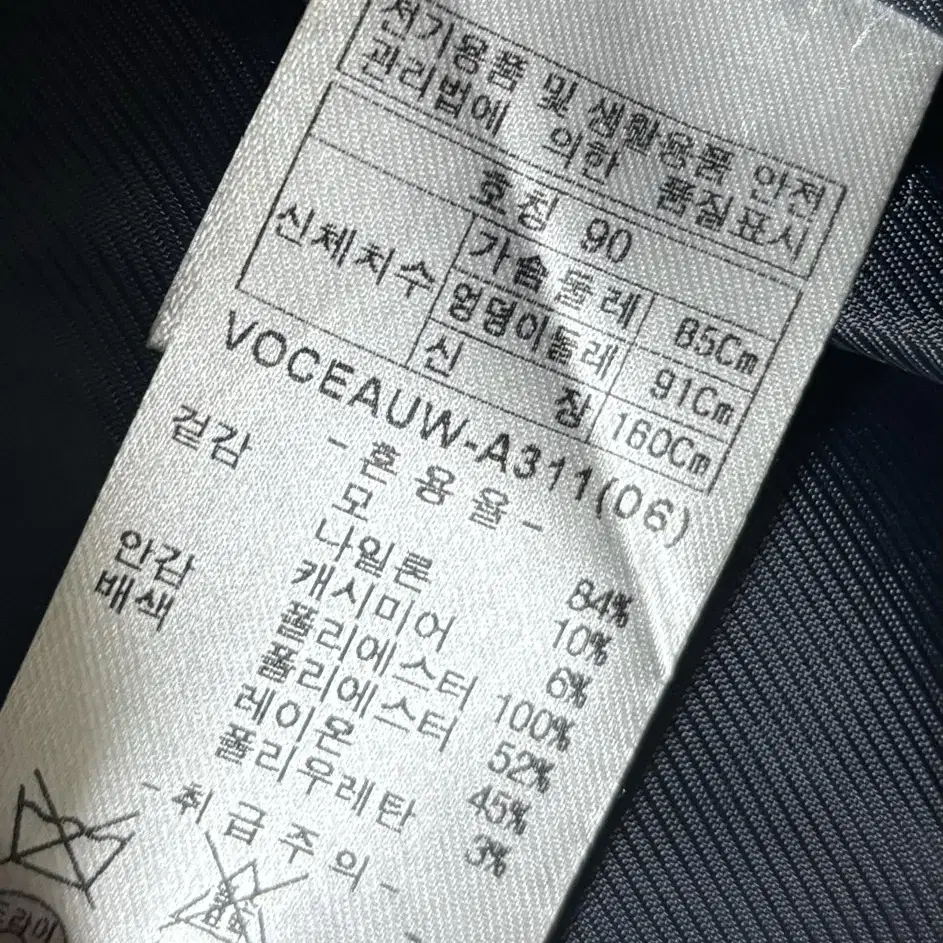 전기용품 및 생활용품 안전
관리법에 의한 품질표시
호칭 90
신체치수 가슴둘레 85Cm
엉덩이둘레 91Cm
신 장 160Cm
VOCEAUW-A311(06)
- 혼 용 율 -
겉감 모 84%
나일론 10%
캐시미어 6%
안감 폴리에스터 100%
배색 폴리에스터 52%
레이온 45%
폴리우레탄 3%
- 취 급 주 의 -
드라이